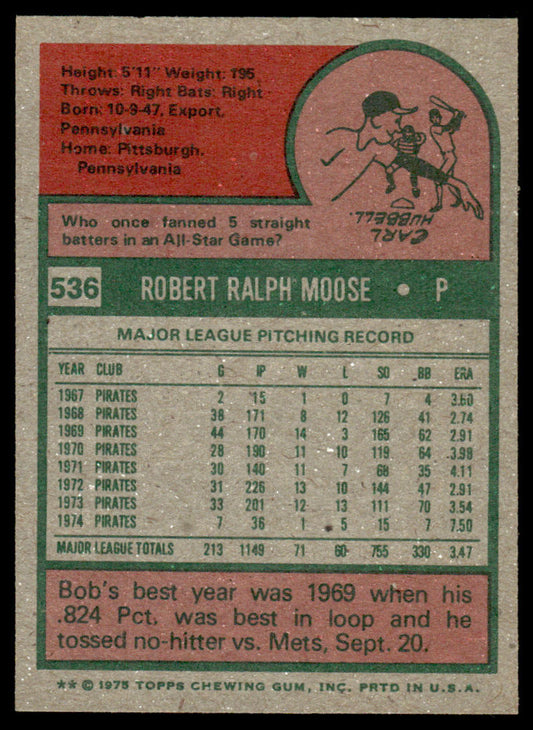 Height: 5'11" Weight: 195
Throws: Right Bats: Right
Born: 10-9-47, Export,
Pennsylvania
Home: Pittsburgh,
Pennsylvania
CARL
HUBBELL
Who once fanned 5 straight
batters in an All-Star Game?
536 ROBERT RALPH MOOSE • P
MAJOR LEAGUE PITCHING RECORD
YEAR CLUB G IP W L SO BB ERA
1967 PIRATES 2 15 1 0 7 4 3.60
1968 PIRATES 38 171 8 12 126 41 2.74
1969 PIRATES 44 170 14 3 165 62 2.91
1970 PIRATES 28 190 11 10 119 64 3.98
1971 PIRATES 30 140 11 7 68 35 4.11
1972 PIRATES 31 226 13 10 144 47 2.91
1973 PIRATES 33 201 12 13 111 70 3.54
1974 PIRATES 7 36 1 5 15 7 7.50
MAJOR LEAGUE TOTALS 213 1149 71 60 755 330 3.47
Bob's best year was 1969 when his
.824 Pct. was best in loop and he
tossed no-hitter vs. Mets, Sept. 20.
** © 1975 TOPPS CHEWING GUM, INC. PRTD IN U.S.A.